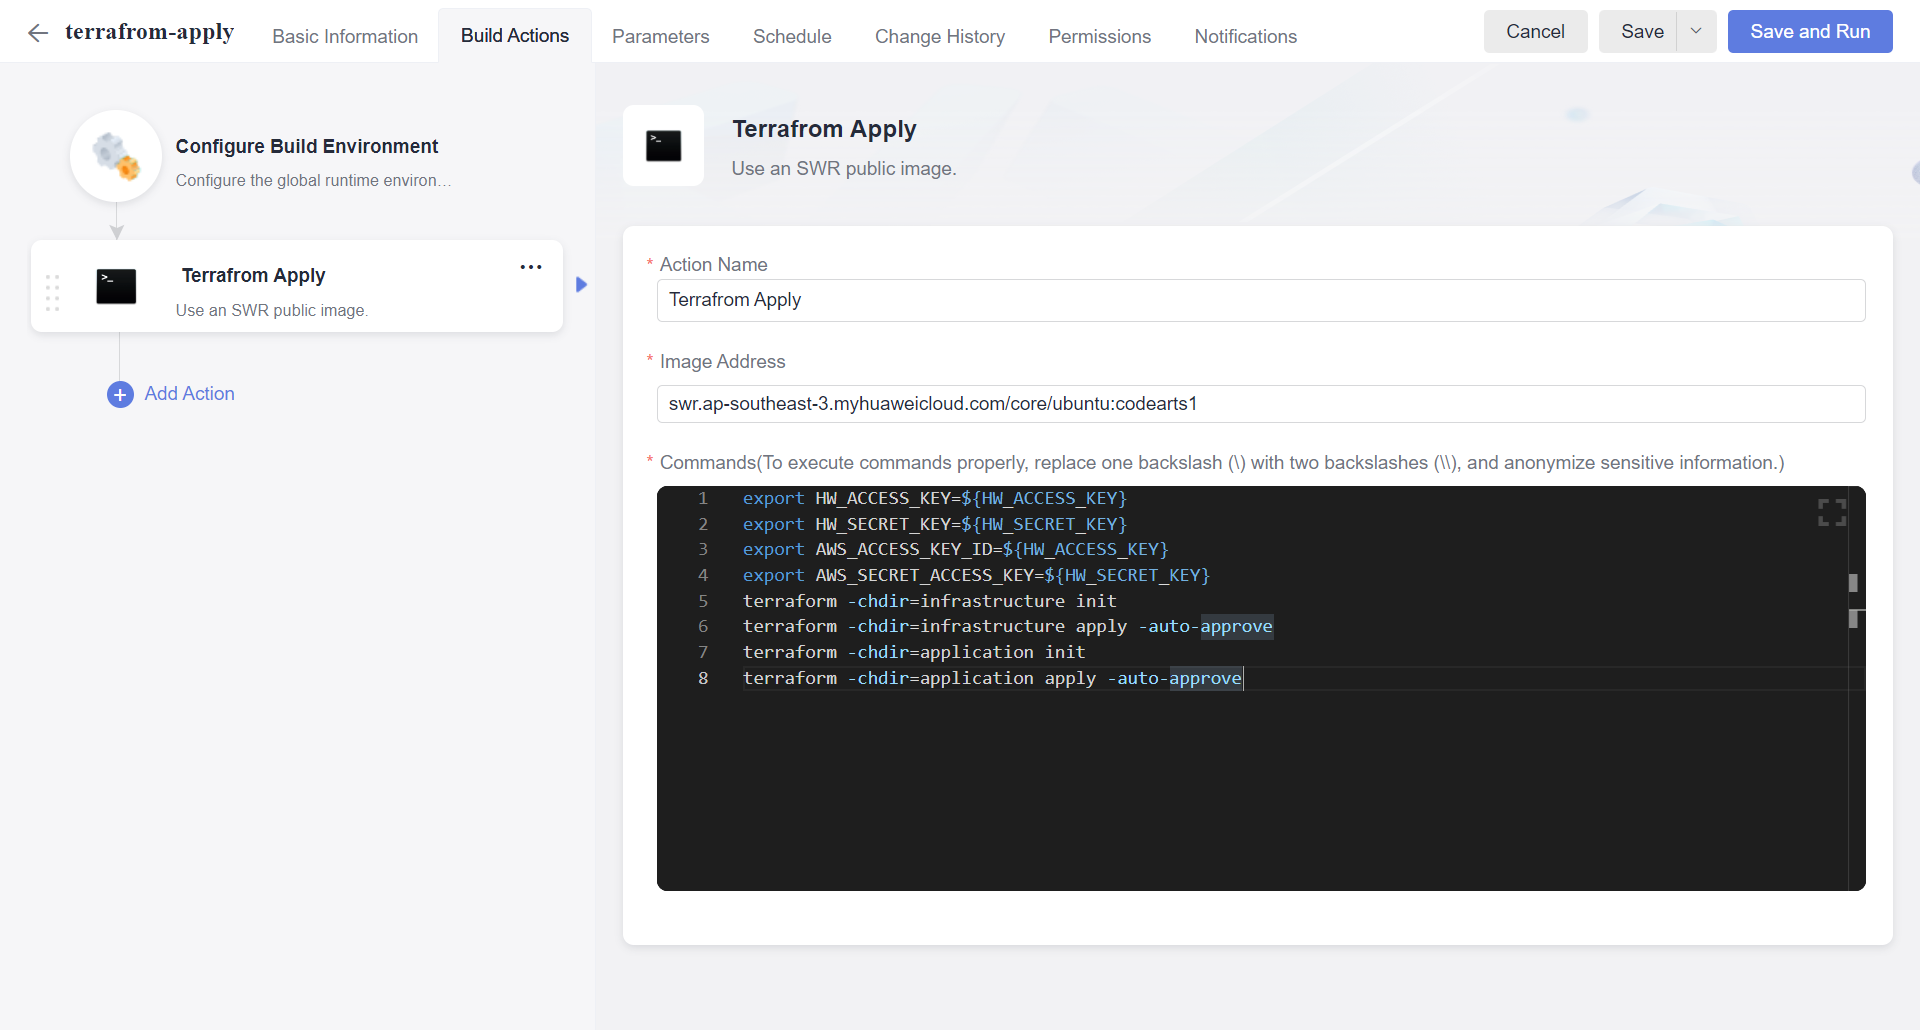 terrafrom-apply
Basic Information
Build Actions
Parameters
Schedule
Change History
Permissions
Notifications
Cancel
Save
Save and Run
Configure Build Environment
Configure the global runtime environ…
>_
Terrafrom Apply
Use an SWR public image.
Add Action
>_
Terrafrom Apply
Use an SWR public image.
* Action Name
Terrafrom Apply
* Image Address
swr.ap-southeast-3.myhuaweicloud.com/core/ubuntu:codearts1
* Commands(To execute commands properly, replace one backslash (\) with two backslashes (\\), and anonymize sensitive information.)
1 export HW_ACCESS_KEY=${HW_ACCESS_KEY}
2 export HW_SECRET_KEY=${HW_SECRET_KEY}
3 export AWS_ACCESS_KEY_ID=${HW_ACCESS_KEY}
4 export AWS_SECRET_ACCESS_KEY=${HW_SECRET_KEY}
5 terraform -chdir=infrastructure init
6 terraform -chdir=infrastructure apply -auto-approve
7 terraform -chdir=application init
8 terraform -chdir=application apply -auto-approve